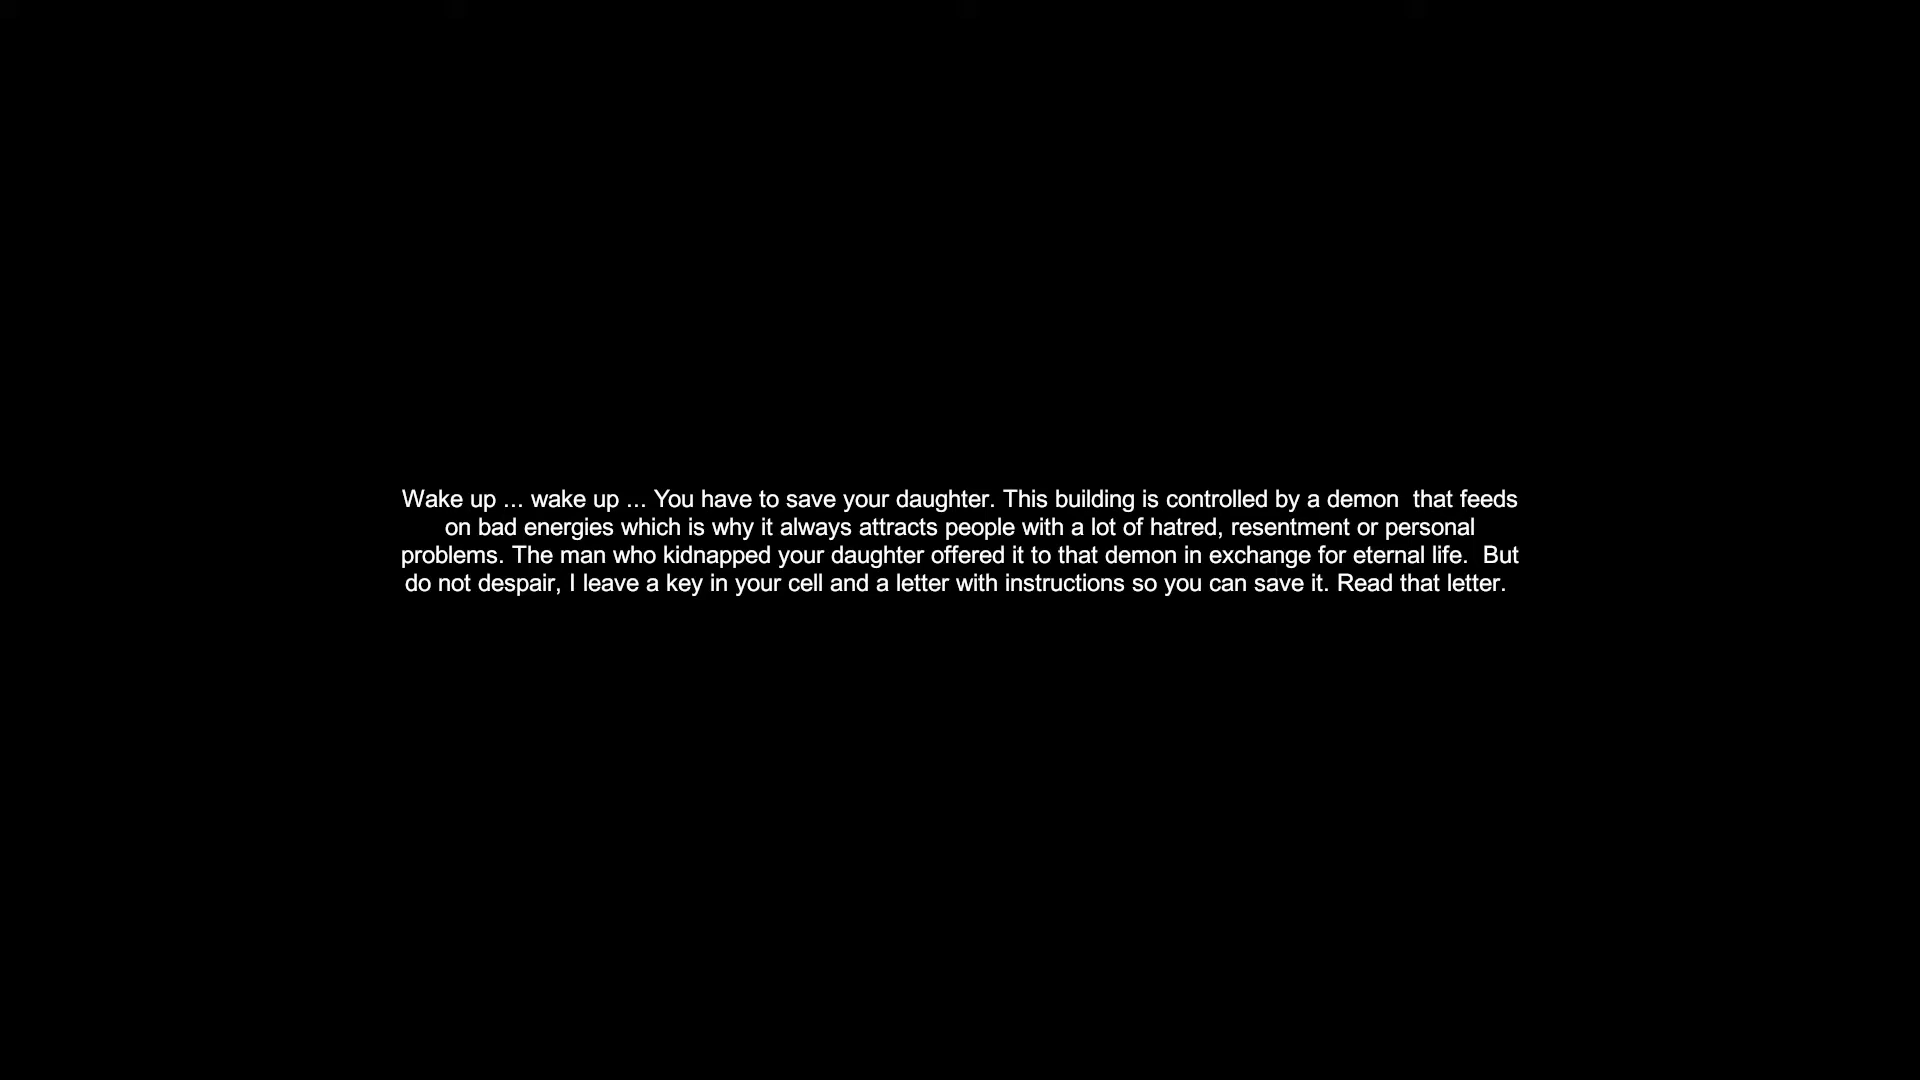 Wake up ... wake up ... You have to save your daughter. This building is controlled by a demon  that feeds
on bad energies which is why it always attracts people with a lot of hatred, resentment or personal
problems. The man who kidnapped your daughter offered it to that demon in exchange for eternal life.  But
do not despair, I leave a key in your cell and a letter with instructions so you can save it. Read that letter.